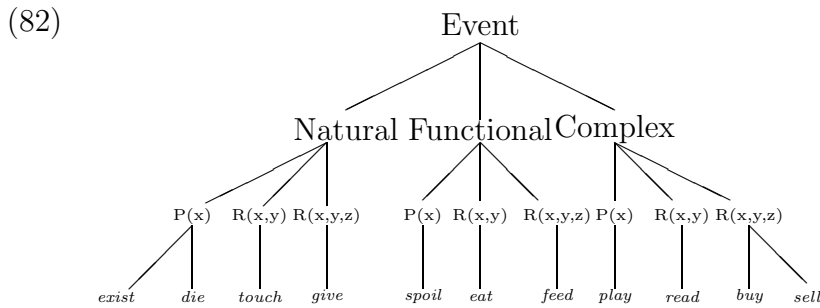 (82)
Event
Natural Functional Complex
P(x) R(x,y) R(x,y,z) P(x) R(x,y) R(x,y,z) P(x) R(x,y) R(x,y,z)
exist die touch give spoil eat feed play read buy sell